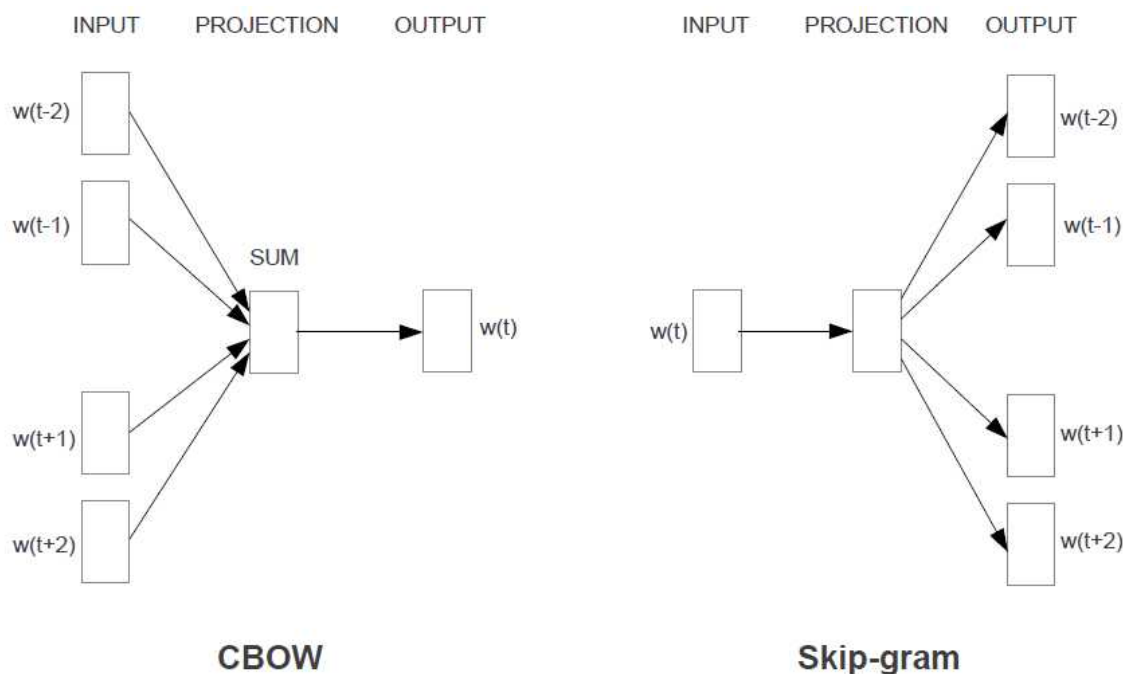 INPUT PROJECTION OUTPUT
w(t-2)
w(t-1)
SUM
w(t)
w(t+1)
w(t+2)
CBOW
INPUT PROJECTION OUTPUT
w(t-2)
w(t-1)
w(t)
w(t+1)
w(t+2)
Skip-gram